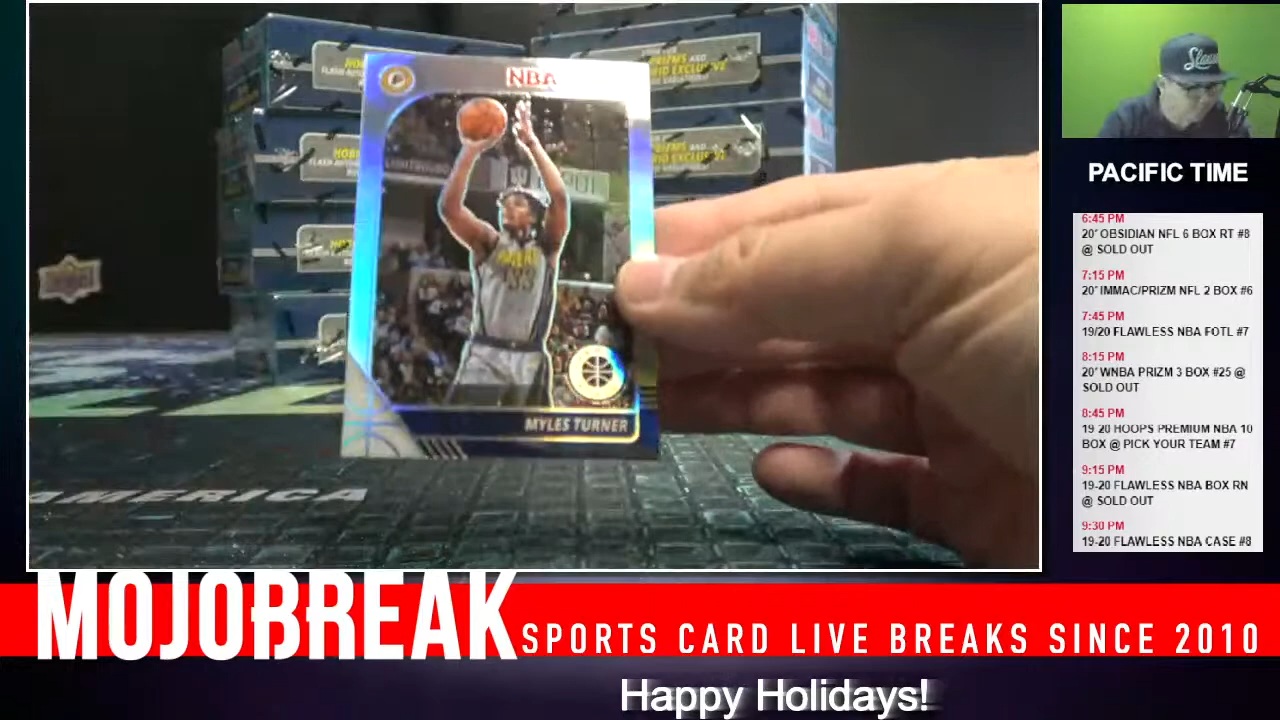 NBA
PACERS
33
MYLES TURNER
AMERICA
PACIFIC TIME
6:45 PM
20' OBSIDIAN NFL 6 BOX RT #8
@ SOLD OUT
7:15 PM
20' IMMAC/PRIZM NFL 2 BOX #6
7:45 PM
19/20 FLAWLESS NBA FOTL #7
8:15 PM
20' WNBA PRIZM 3 BOX #25 @
SOLD OUT
8:45 PM
19-20 HOOPS PREMIUM NBA 10
BOX @ PICK YOUR TEAM #7
9:15 PM
19-20 FLAWLESS NBA BOX RN
@ SOLD OUT
9:30 PM
19-20 FLAWLESS NBA CASE #8
MOJOBREAK
SPORTS CARD LIVE BREAKS SINCE 2010
Happy Holidays!